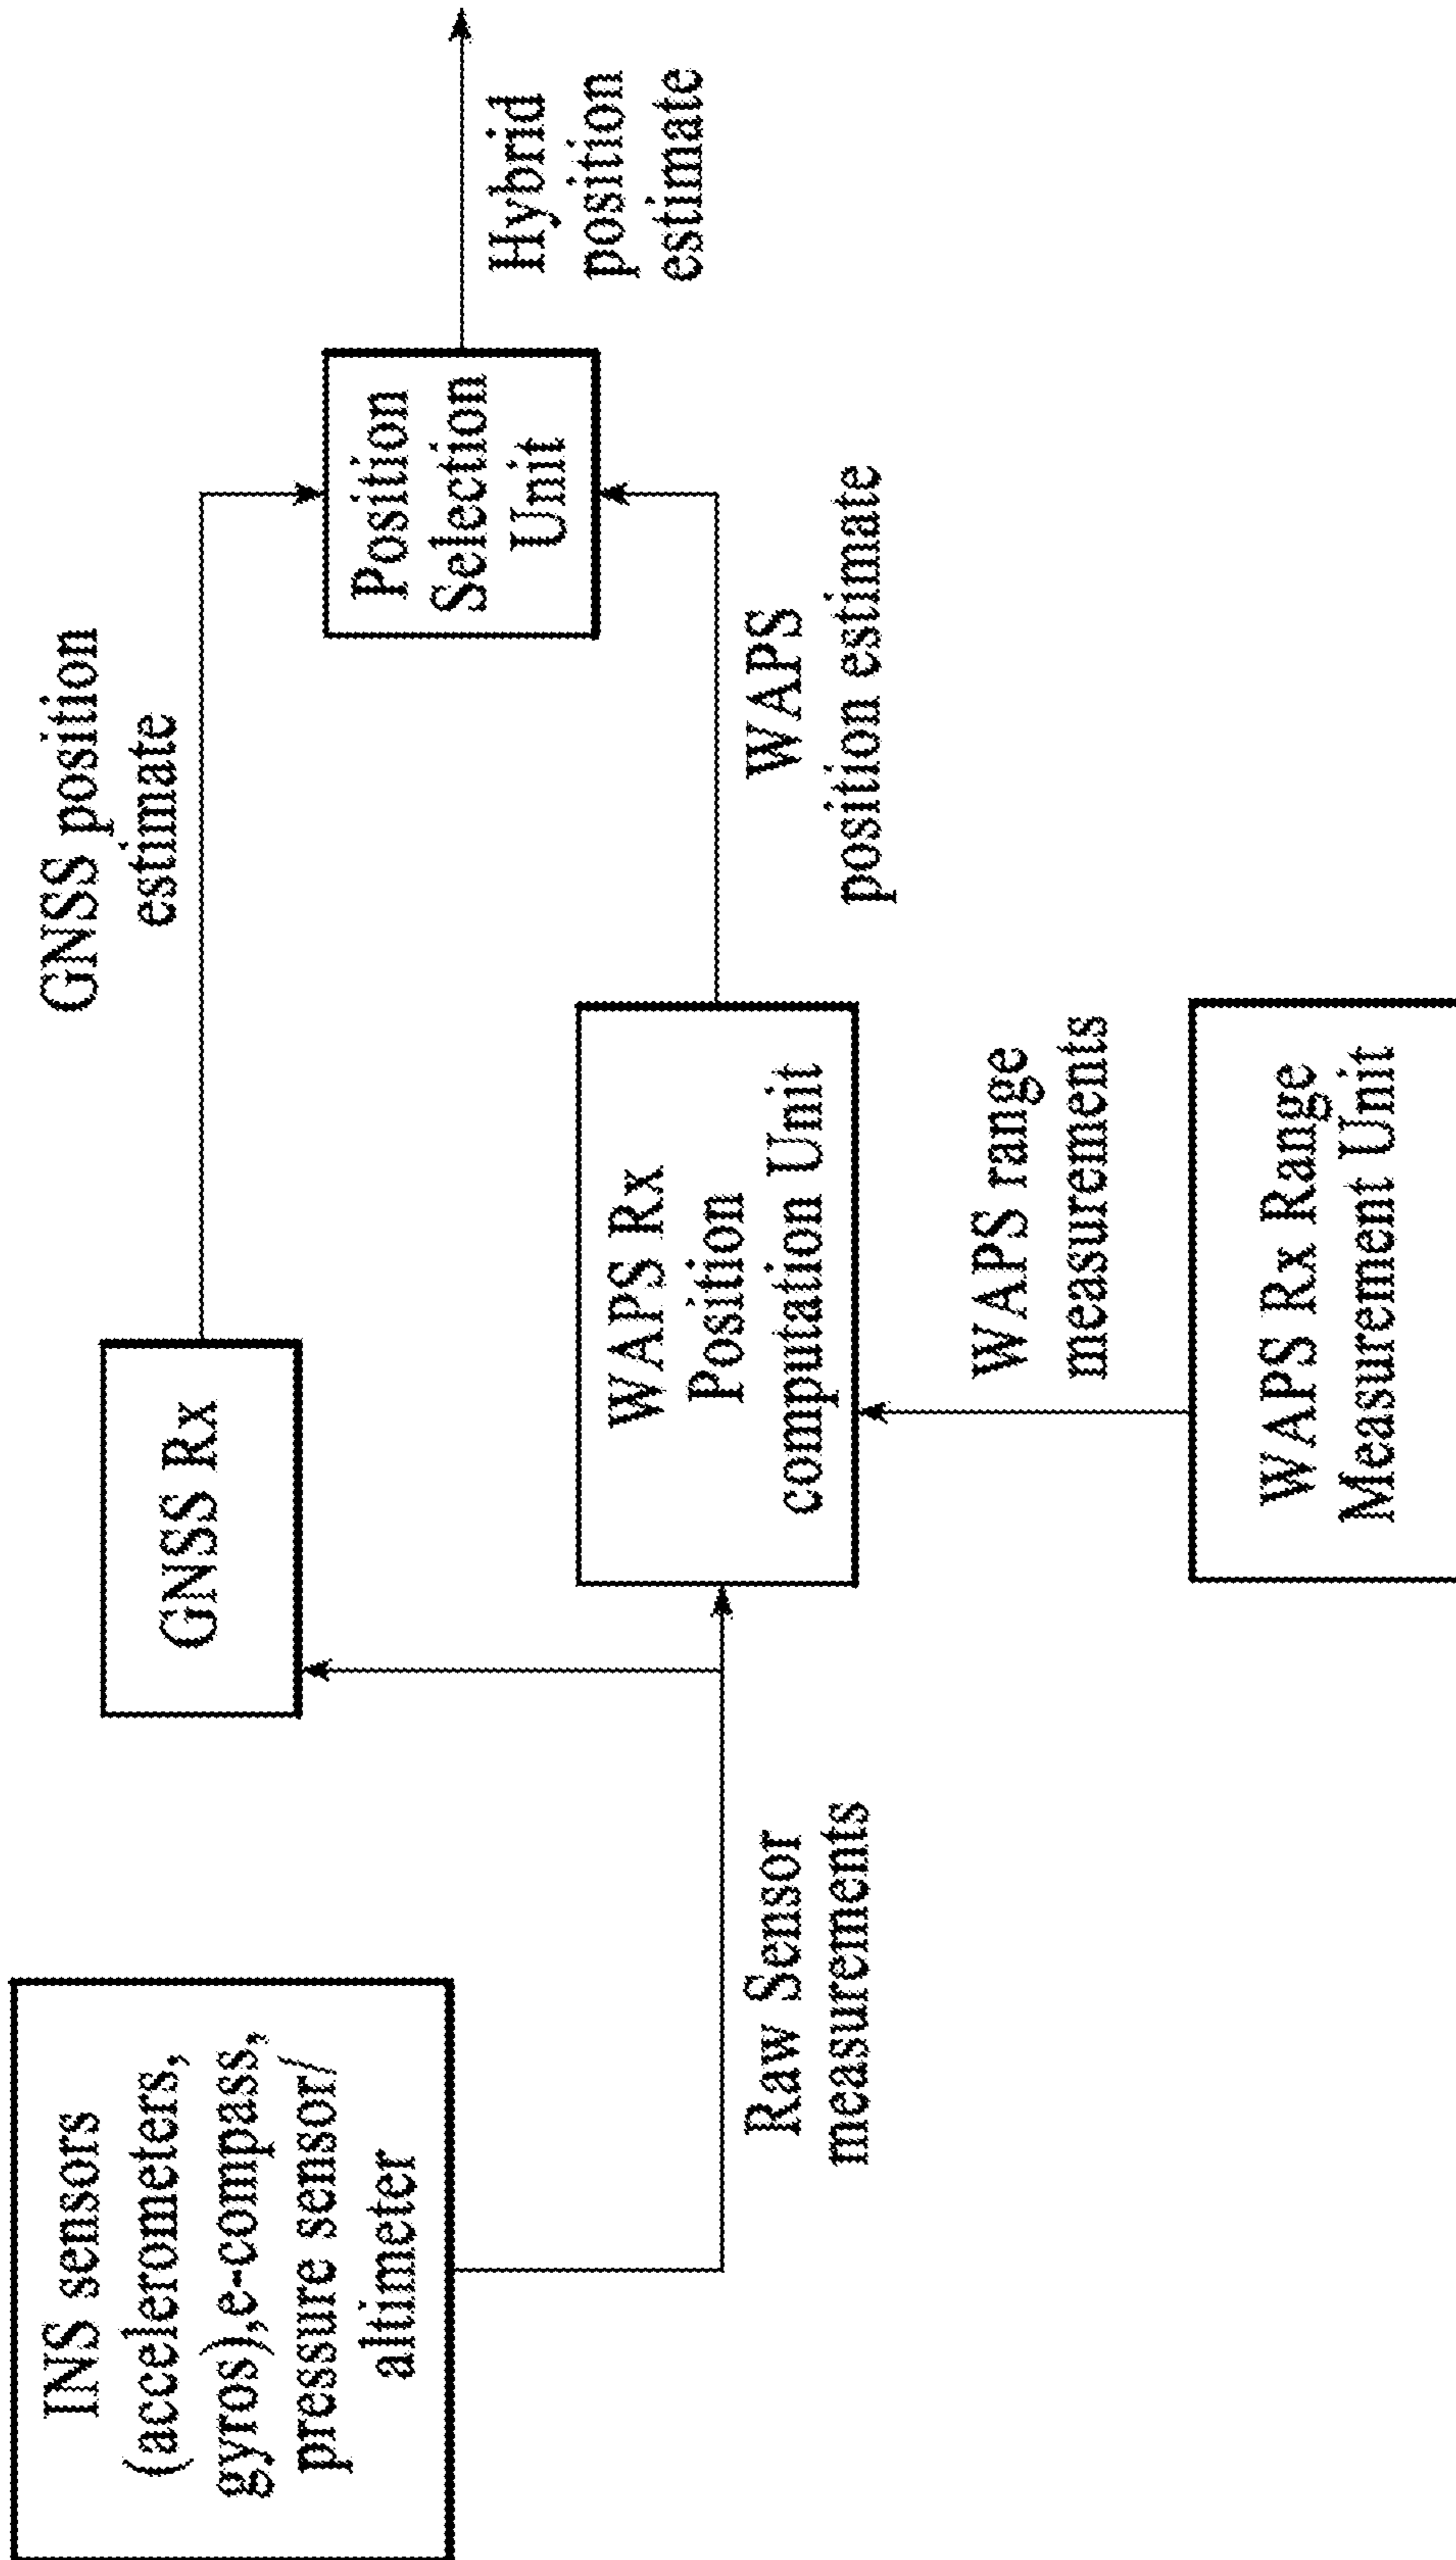 INS sensors
(accelerometers,
gyros),e-compass,
pressure sensor/
altimeter
Raw Sensor
measurements
GNSS Rx
GNSS position
estimate
WAPS Rx
Position
computation Unit
WAPS range
measurements
WAPS Rx Range
Measurement Unit
WAPS
position estimate
Position
Selection
Unit
Hybrid
position
estimate